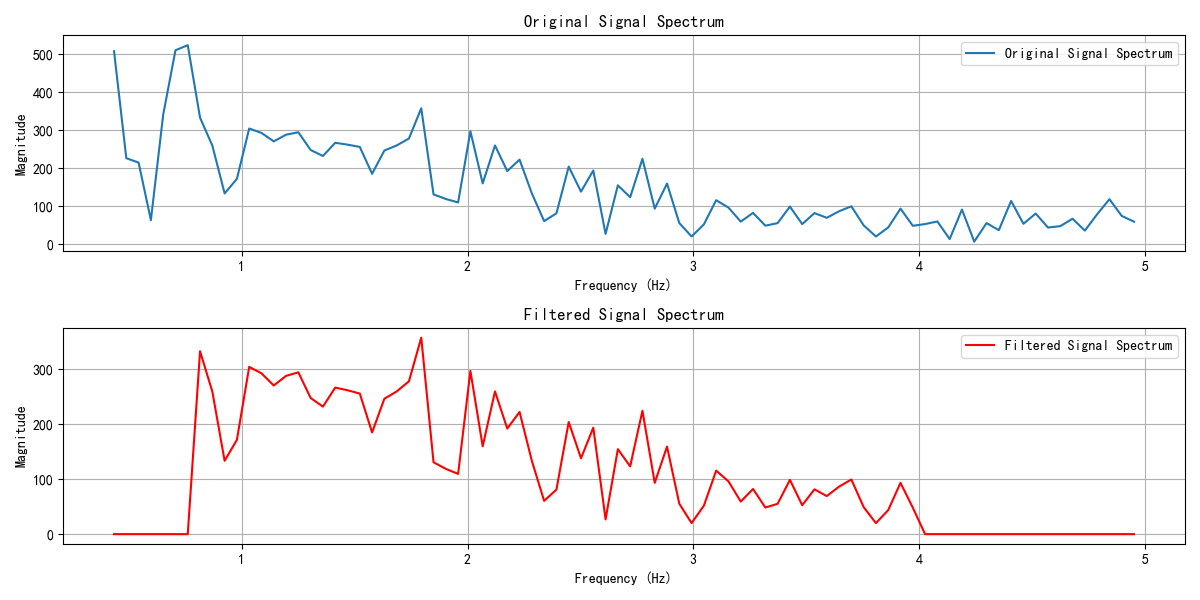 Original Signal Spectrum
Original Signal Spectrum
500
400
300
200
100
0
Magnitude
1
2
3
4
5
Frequency (Hz)
Filtered Signal Spectrum
Filtered Signal Spectrum
300
200
100
0
Magnitude
1
2
3
4
5
Frequency (Hz)